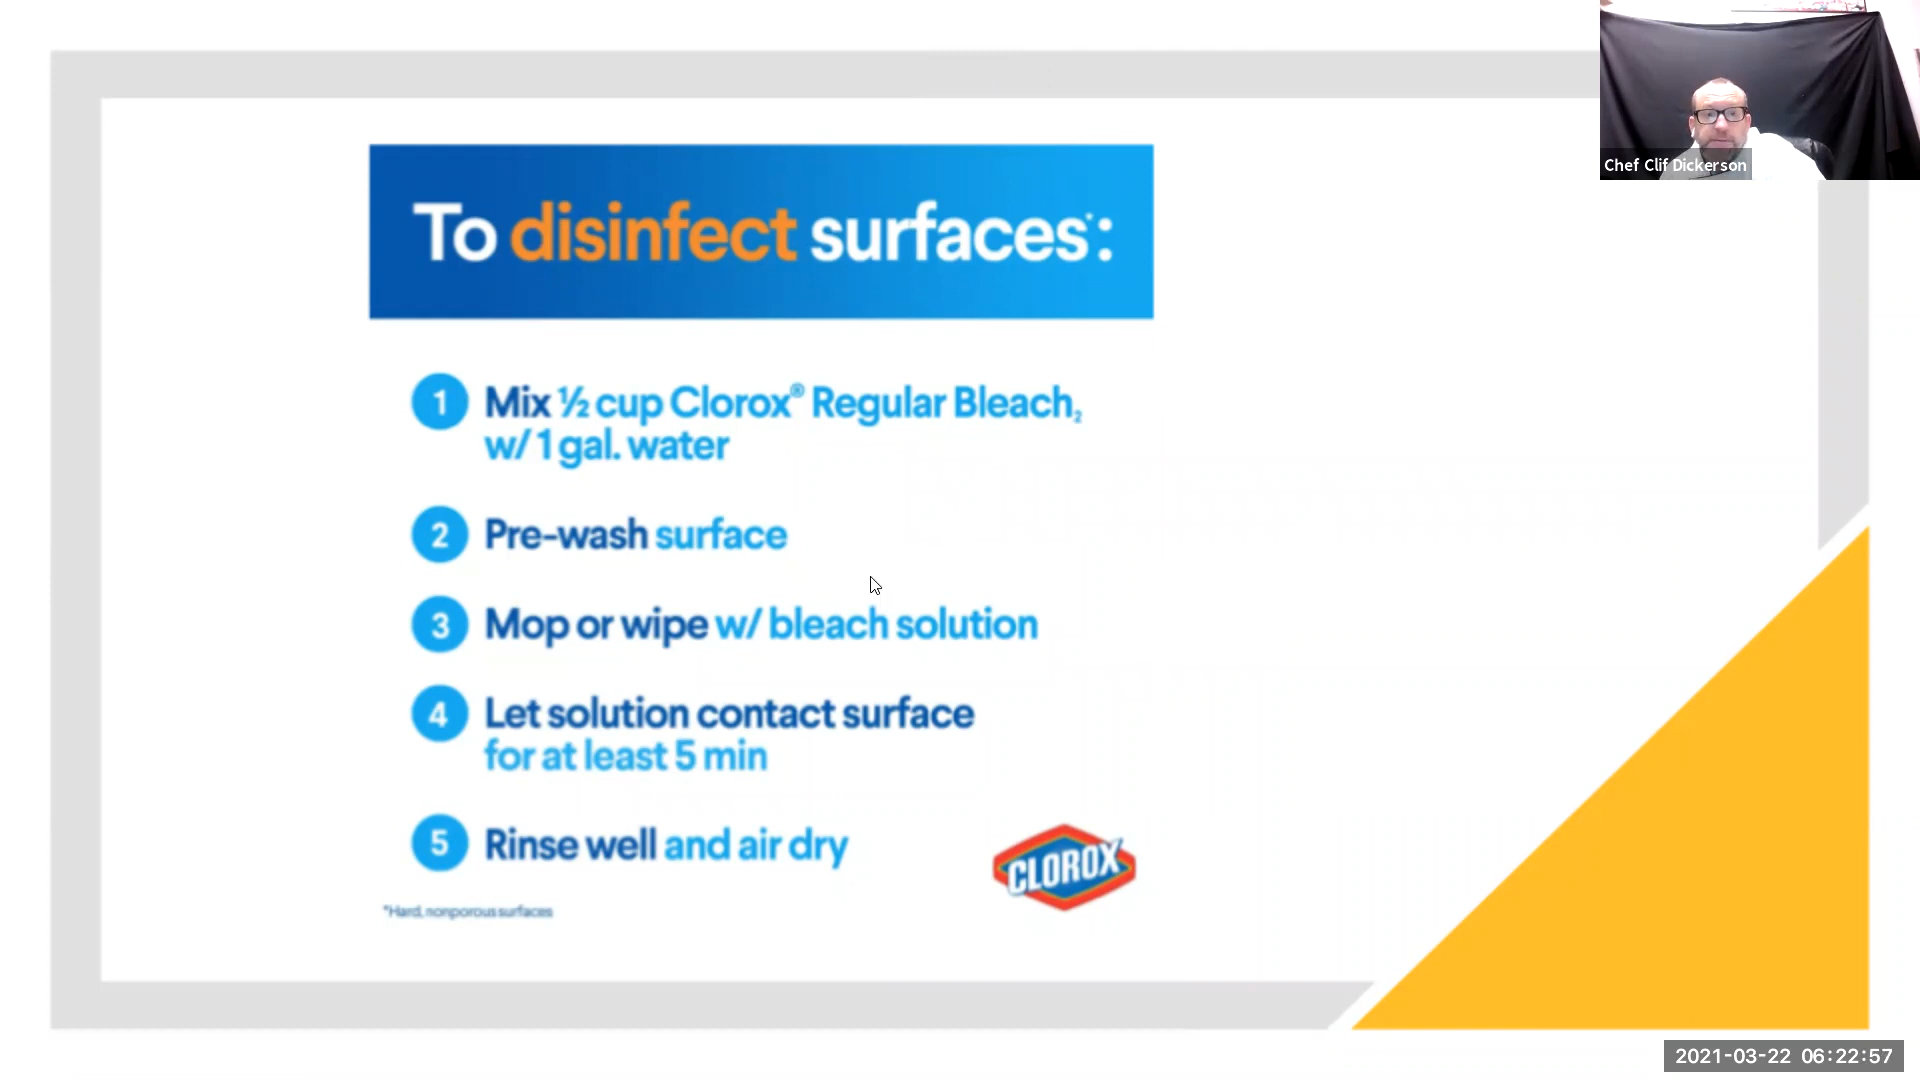 Chef Clif Dickerson
To disinfect surfaces*:
1 Mix ½ cup Clorox® Regular Bleach₂
w/ 1 gal. water
2 Pre-wash surface
3 Mop or wipe w/ bleach solution
4 Let solution contact surface
for at least 5 min
5 Rinse well and air dry
CLOROX
*Hard, nonporous surfaces
2021-03-22 06:22:57